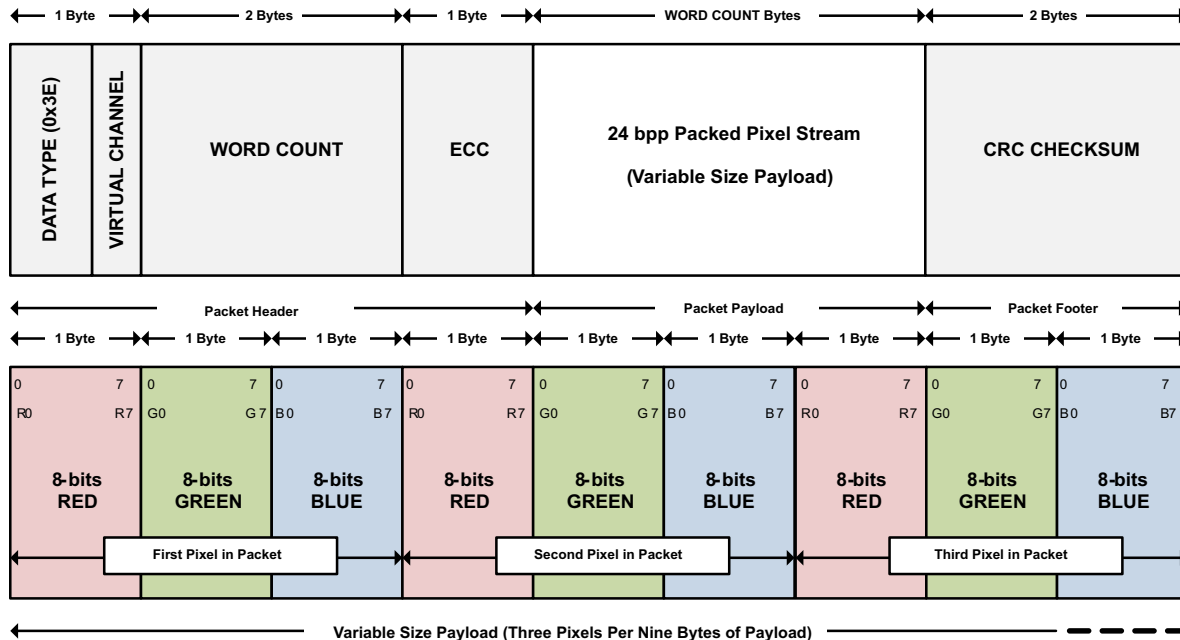 1 Byte 2 Bytes 1 Byte WORD COUNT Bytes 2 Bytes
DATA TYPE (0x3E)
VIRTUAL CHANNEL
WORD COUNT
ECC
24 bpp Packed Pixel Stream
(Variable Size Payload)
CRC CHECKSUM
Packet Header Packet Payload Packet Footer
1 Byte 1 Byte 1 Byte 1 Byte 1 Byte 1 Byte 1 Byte 1 Byte 1 Byte
0 7 0 7 0 7 0 7 0 7 0 7 0 7 0 7 0 7
R0 R7 G0 G7 B0 B7 R0 R7 G0 G7 B0 B7 R0 R7 G0 G7 B0 B7
8-bits 8-bits 8-bits 8-bits 8-bits 8-bits 8-bits 8-bits 8-bits
RED GREEN BLUE RED GREEN BLUE RED GREEN BLUE
First Pixel in Packet Second Pixel in Packet Third Pixel in Packet
Variable Size Payload (Three Pixels Per Nine Bytes of Payload)